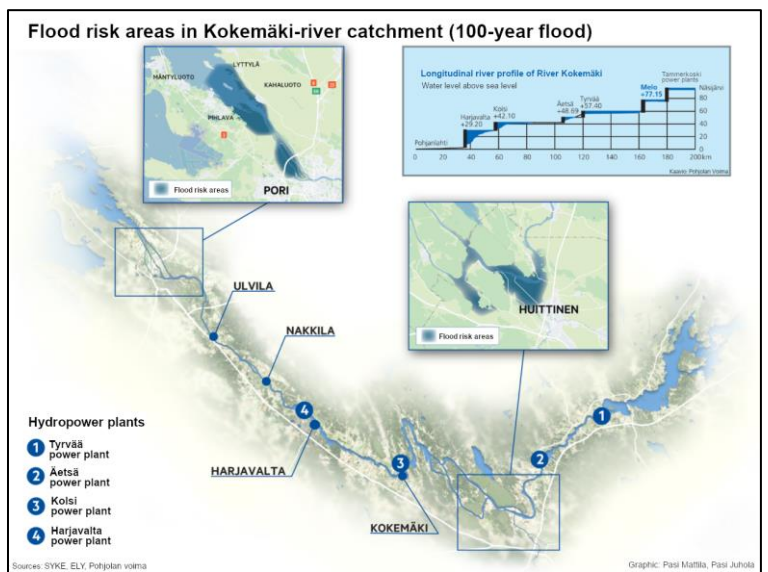 Flood risk areas in Kokemäki-river catchment (100-year flood)
LYTTYLÄ
MÄNTYLUOTO
KAHALUOTO
PIHLAVA
Flood risk areas
PORI
Longitudinal river profile of River Kokemäki
Water level above sea level
Tammerkoski
power plants
Melo
+77.15
Näsijärvi
Tyrvää
+57.40
Äetsä
+48.69
Kolsi
+42.10
Harjavalta
+29.20
Pohjanlahti
80
60
40
20
0
0 20 40 60 80 100 120 140 160 180 200km
Kaavio: Pohjolan Voima
HUITTINEN
Flood risk areas
ULVILA
NAKKILA
HARJAVALTA
KOKEMÄKI
4
3
2
1
Hydropower plants
1 Tyrvää
power plant
2 Äetsä
power plant
3 Kolsi
power plant
4 Harjavalta
power plant
Sources: SYKE, ELY, Pohjolan voima
Graphic: Pasi Mattila, Pasi Juhola